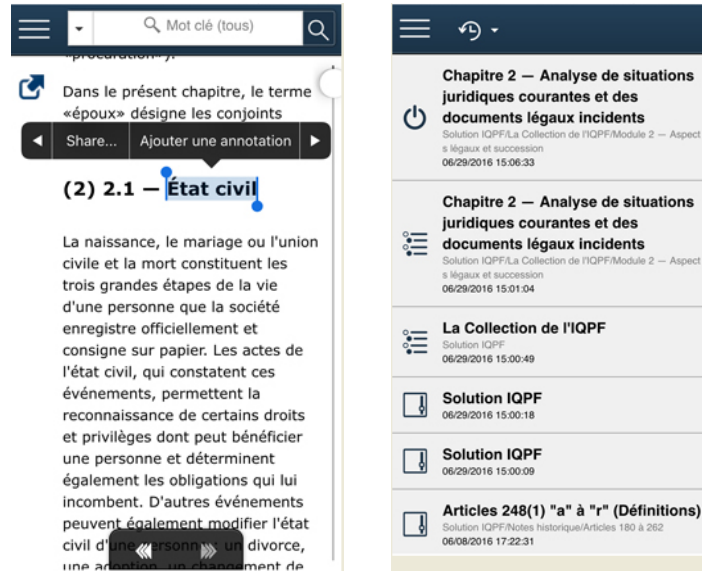 Mot clé (tous)
«procuration»).
Dans le présent chapitre, le terme
«époux» désigne les conjoints
Share... Ajouter une annotation
(2) 2.1 — État civil
La naissance, le mariage ou l'union
civile et la mort constituent les
trois grandes étapes de la vie
d'une personne que la société
enregistre officiellement et
consigne sur papier. Les actes de
l'état civil, qui constatent ces
événements, permettent la
reconnaissance de certains droits
et privilèges dont peut bénéficier
une personne et déterminent
également les obligations qui lui
incombent. D'autres événements
peuvent également modifier l'état
civil d'une personne : un divorce,
une adoption, un changement de
Chapitre 2 — Analyse de situations
juridiques courantes et des
documents légaux incidents
Solution IQPF/La Collection de l'IQPF/Module 2 — Aspect
s légaux et succession
06/29/2016 15:06:33
Chapitre 2 — Analyse de situations
juridiques courantes et des
documents légaux incidents
Solution IQPF/La Collection de l'IQPF/Module 2 — Aspect
s légaux et succession
06/29/2016 15:01:04
La Collection de l'IQPF
Solution IQPF
06/29/2016 15:00:49
Solution IQPF
06/29/2016 15:00:18
Solution IQPF
06/29/2016 15:00:09
Articles 248(1) "a" à "r" (Définitions)
Solution IQPF/Notes historique/Articles 180 à 262
06/08/2016 17:22:31